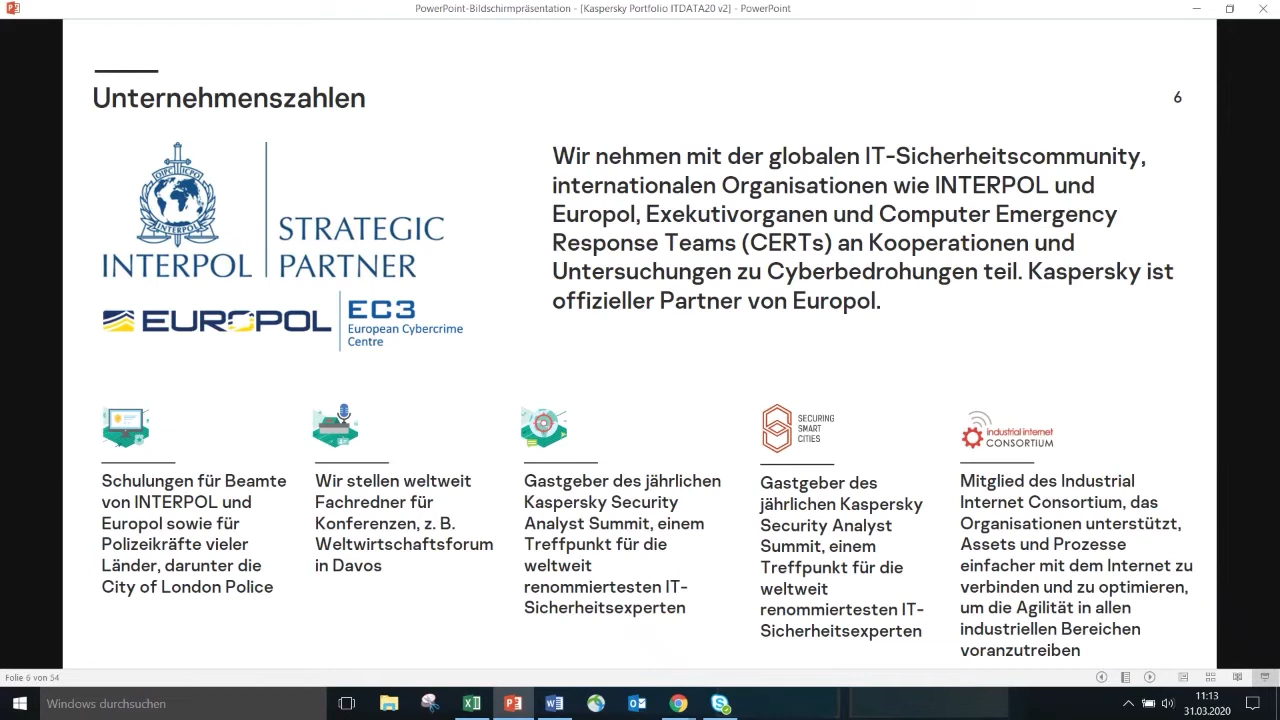 PowerPoint-Bildschirmpräsentation - [Kaspersky Portfolio ITDATA20 v2] - PowerPoint
Unternehmenszahlen
6
OIPC ICPO
INTERPOL
INTERPOL
STRATEGIC
PARTNER
EUROPOL
EC3
European Cybercrime
Centre
Wir nehmen mit der globalen IT-Sicherheitscommunity,
internationalen Organisationen wie INTERPOL und
Europol, Exekutivorganen und Computer Emergency
Response Teams (CERTs) an Kooperationen und
Untersuchungen zu Cyberbedrohungen teil. Kaspersky ist
offizieller Partner von Europol.
Schulungen für Beamte
von INTERPOL und
Europol sowie für
Polizeikräfte vieler
Länder, darunter die
City of London Police
Wir stellen weltweit
Fachredner für
Konferenzen, z. B.
Weltwirtschaftsforum
in Davos
Gastgeber des jährlichen
Kaspersky Security
Analyst Summit, einem
Treffpunkt für die
weltweit
renommiertesten IT-
Sicherheitsexperten
SECURING
SMART
CITIES
Gastgeber des
jährlichen Kaspersky
Security Analyst
Summit, einem
Treffpunkt für die
weltweit
renommiertesten IT-
Sicherheitsexperten
industrial internet
CONSORTIUM
Mitglied des Industrial
Internet Consortium, das
Organisationen unterstützt,
Assets und Prozesse
einfacher mit dem Internet zu
verbinden und zu optimieren,
um die Agilität in allen
industriellen Bereichen
voranzutreiben
Folie 6 von 54
Windows durchsuchen
11:13
31.03.2020